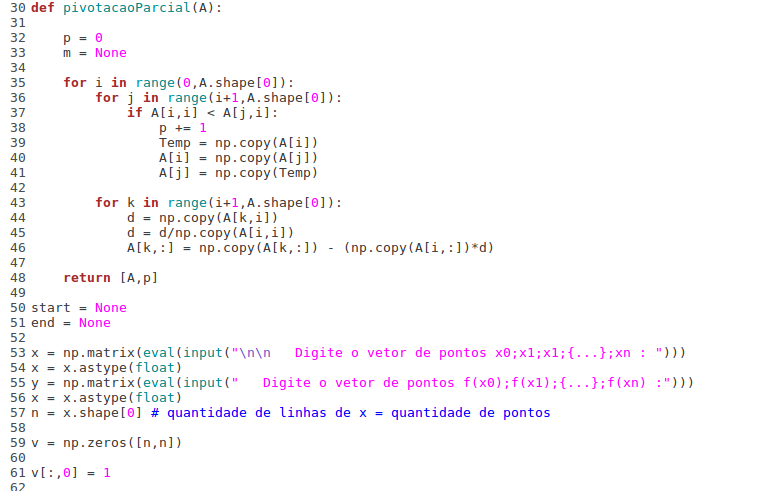 30 def pivotacaoParcial(A):
31
32     p = 0
33     m = None
34
35     for i in range(0,A.shape[0]):
36         for j in range(i+1,A.shape[0]):
37             if A[i,i] < A[j,i]:
38                 p += 1
39                 Temp = np.copy(A[i])
40                 A[i] = np.copy(A[j])
41                 A[j] = np.copy(Temp)
42
43         for k in range(i+1,A.shape[0]):
44             d = np.copy(A[k,i])
45             d = d/np.copy(A[i,i])
46             A[k,:] = np.copy(A[k,:]) - (np.copy(A[i,:])*d)
47
48     return [A,p]
49
50 start = None
51 end = None
52
53 x = np.matrix(eval(input("\n\n   Digite o vetor de pontos x0;x1;x1;{...};xn : ")))
54 x = x.astype(float)
55 y = np.matrix(eval(input("   Digite o vetor de pontos f(x0);f(x1);{...};f(xn) :")))
56 x = x.astype(float)
57 n = x.shape[0] # quantidade de linhas de x = quantidade de pontos
58
59 v = np.zeros([n,n])
60
61 v[:,0] = 1
62